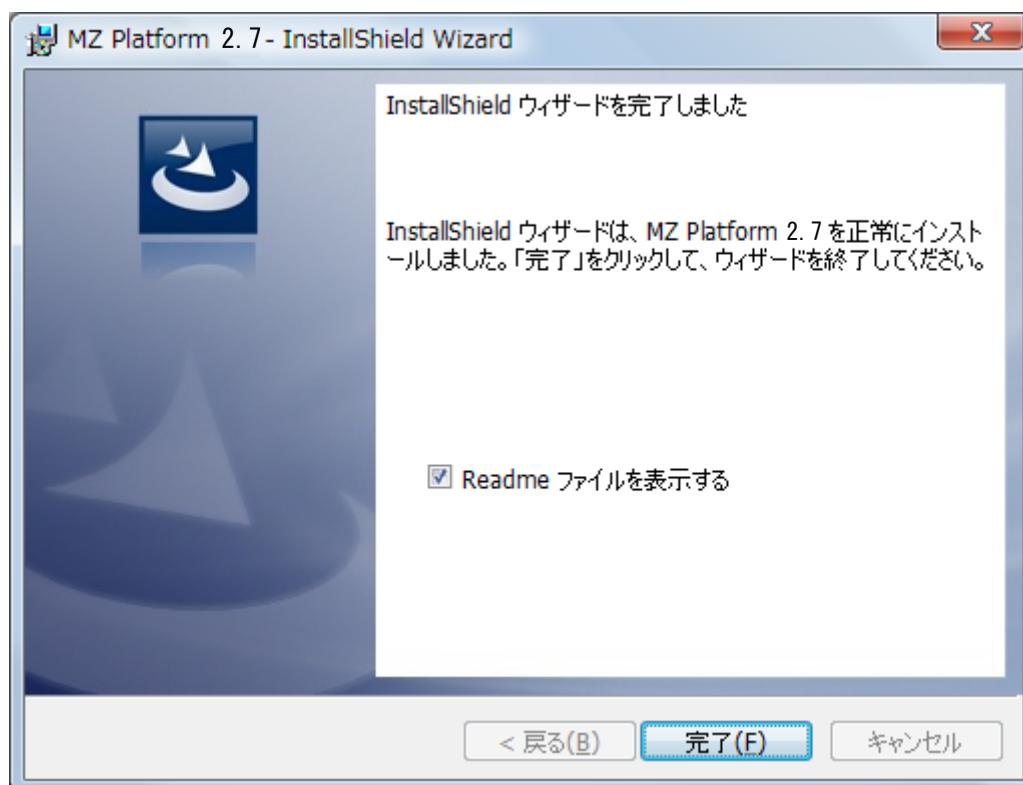 MZ Platform 2.7- InstallShield Wizard
InstallShield ウィザードを完了しました
InstallShield ウィザードは、MZ Platform 2.7を正常にインスト
ールしました。「完了」をクリックして、ウィザードを終了してください。
Readme ファイルを表示する
< 戻る(B) 完了(F) キャンセル